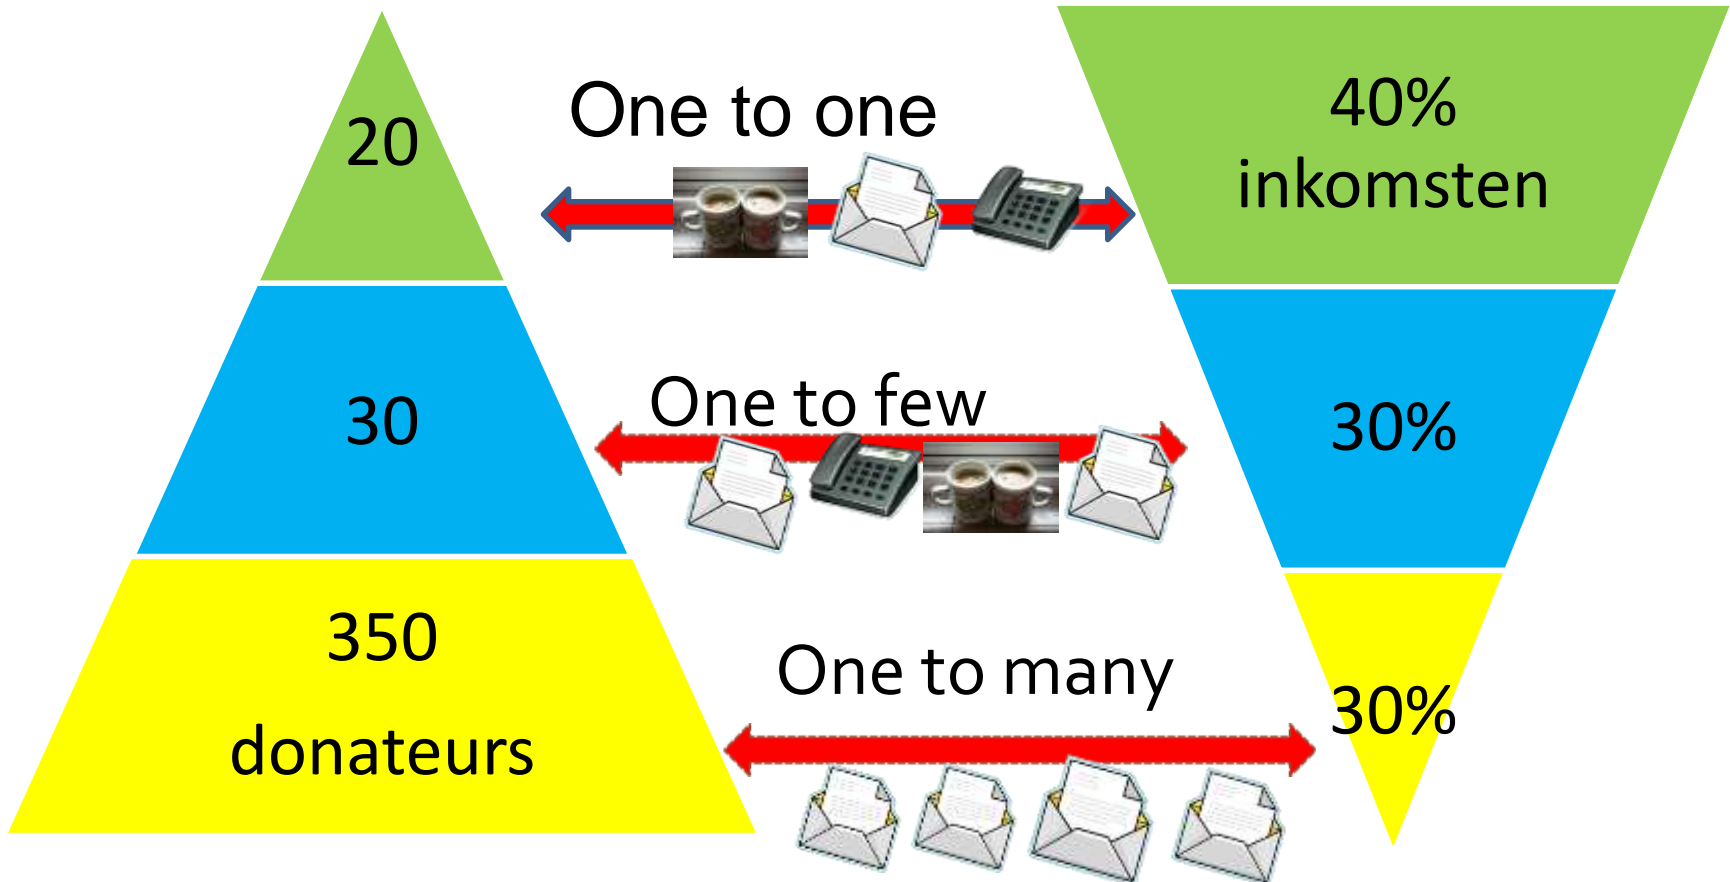 20
One to one
40%
inkomsten
30
One to few
30%
350
donateurs
One to many
30%